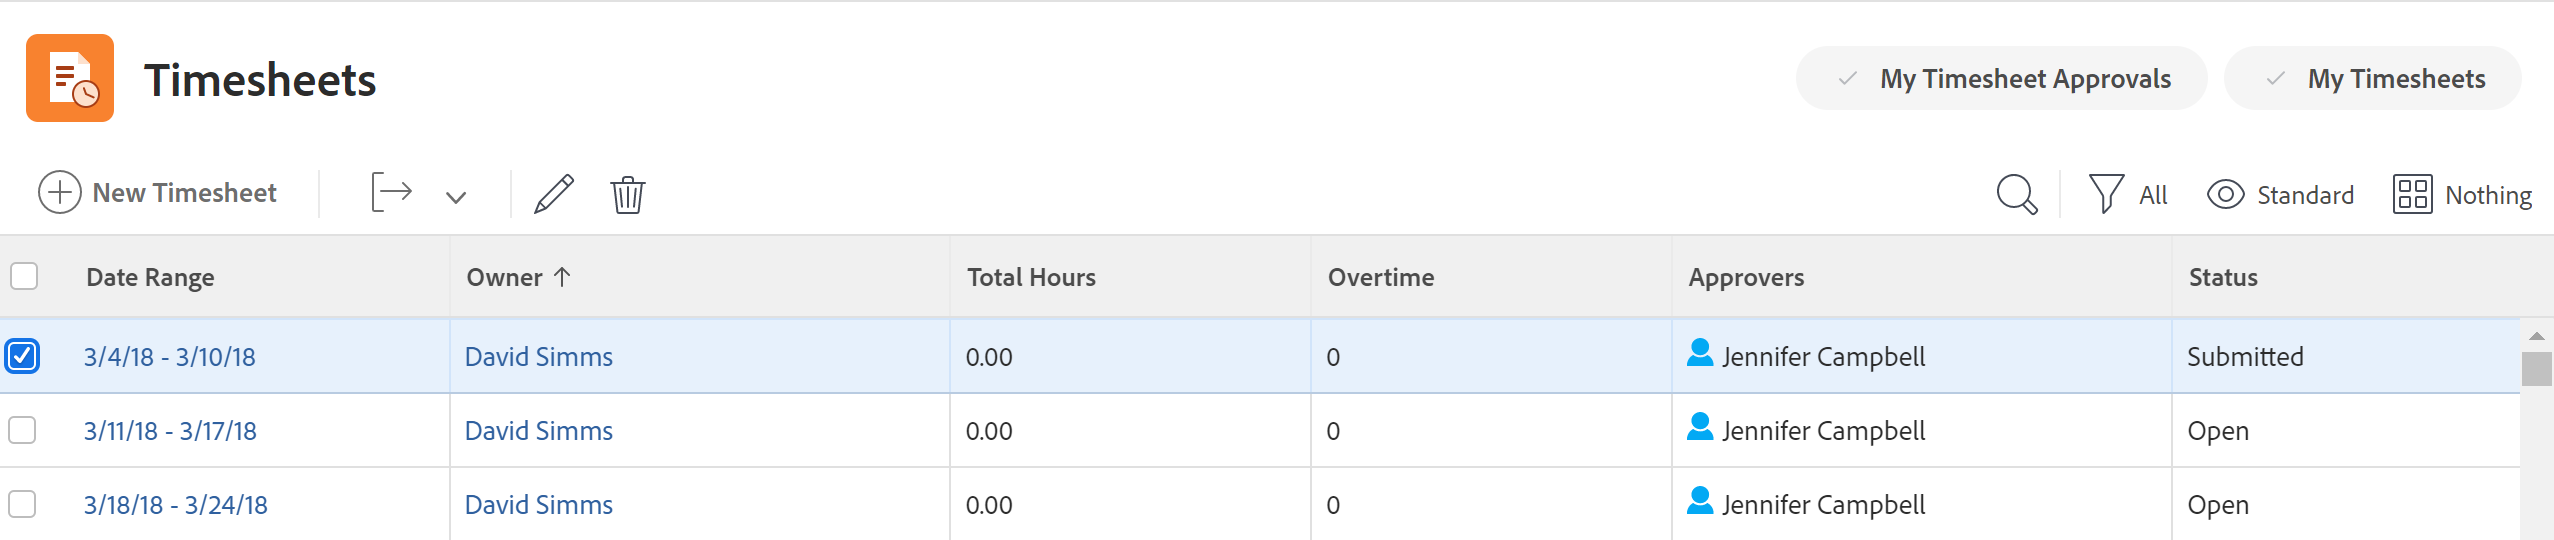 Timesheets
My Timesheet Approvals
My Timesheets
New Timesheet
All
Standard
Nothing
Date Range Owner Total Hours Overtime Approvers Status
3/4/18 - 3/10/18 David Simms 0.00 0 Jennifer Campbell Submitted
3/11/18 - 3/17/18 David Simms 0.00 0 Jennifer Campbell Open
3/18/18 - 3/24/18 David Simms 0.00 0 Jennifer Campbell Open